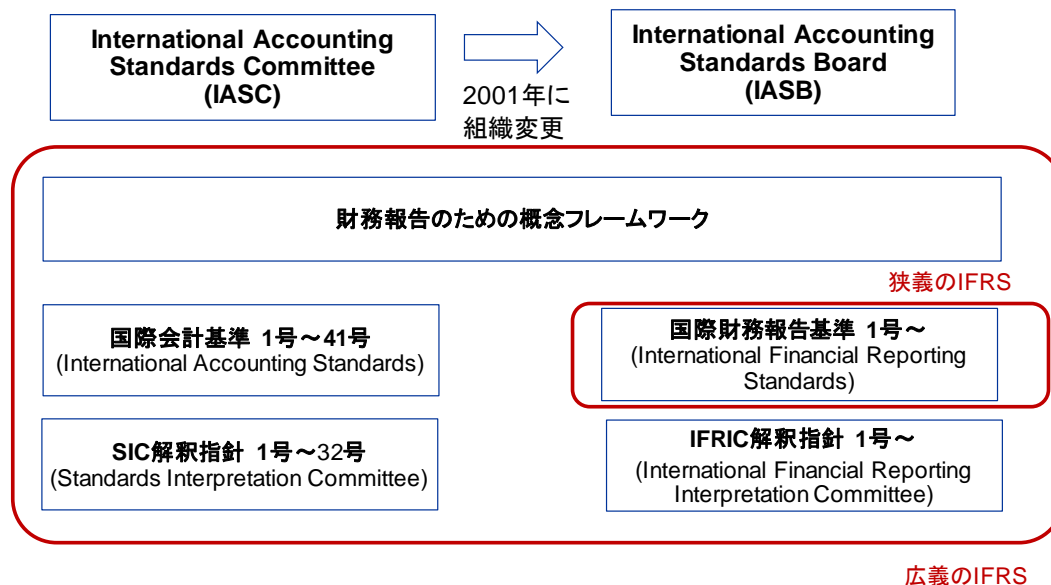 International Accounting
Standards Committee
(IASC)
2001年に
組織変更
International Accounting
Standards Board
(IASB)
財務報告のための概念フレームワーク
狭義のIFRS
国際会計基準 1号～41号
(International Accounting Standards)
国際財務報告基準 1号～
(International Financial Reporting
Standards)
SIC解釈指針 1号～32号
(Standards Interpretation Committee)
IFRIC解釈指針 1号～
(International Financial Reporting
Interpretation Committee)
広義のIFRS